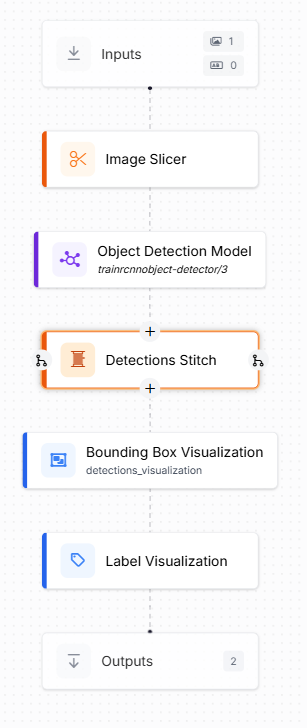 Inputs
1
AB 0
Image Slicer
Object Detection Model
trainrcnnobject-detector/3
Detections Stitch
Bounding Box Visualization
detections_visualization
Label Visualization
Outputs
2